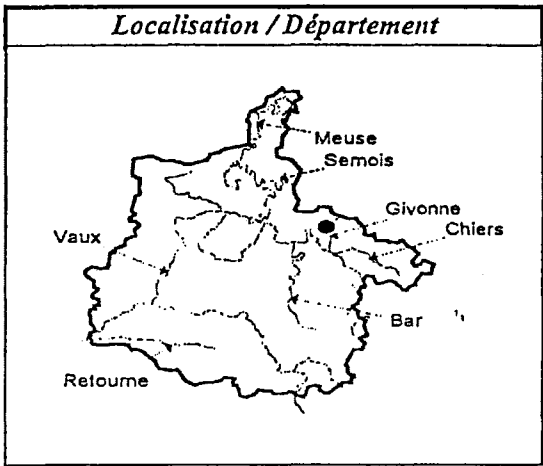 Localisation / Département
Meuse
Semois
Givonne
Chiers
Vaux
Bar
Retourne